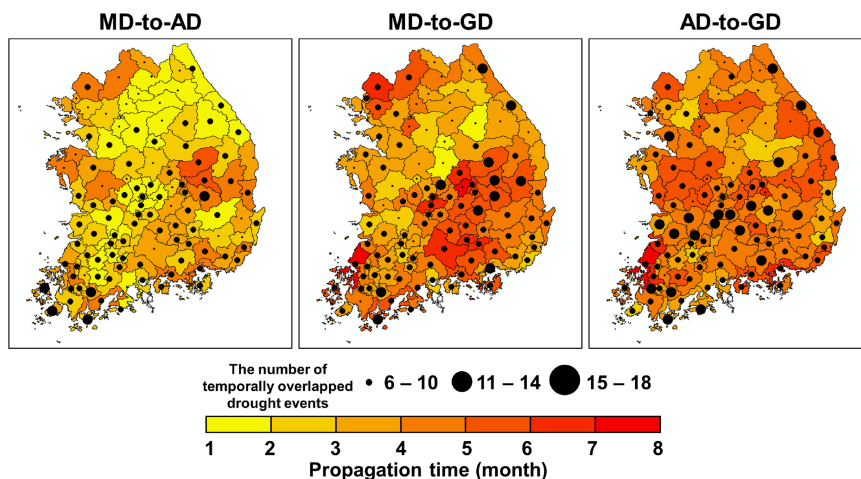 MD-to-AD MD-to-GD AD-to-GD
The number of
temporally overlapped
drought events
6 – 10 11 – 14 15 – 18
1 2 3 4 5 6 7 8
Propagation time (month)